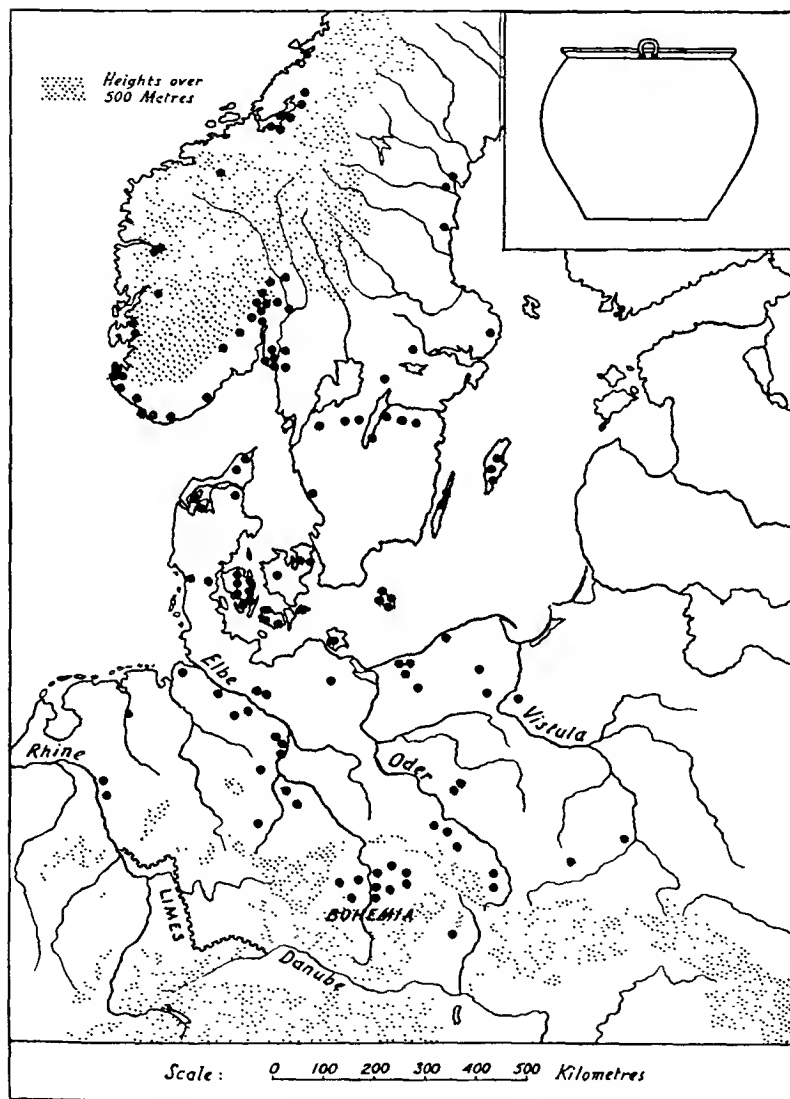 Heights over
500 Metres
Elbe
Rhine
Vistula
Oder
LIMES
BOHEMIA
Danube
Scale: 0 100 200 300 400 500 Kilometres